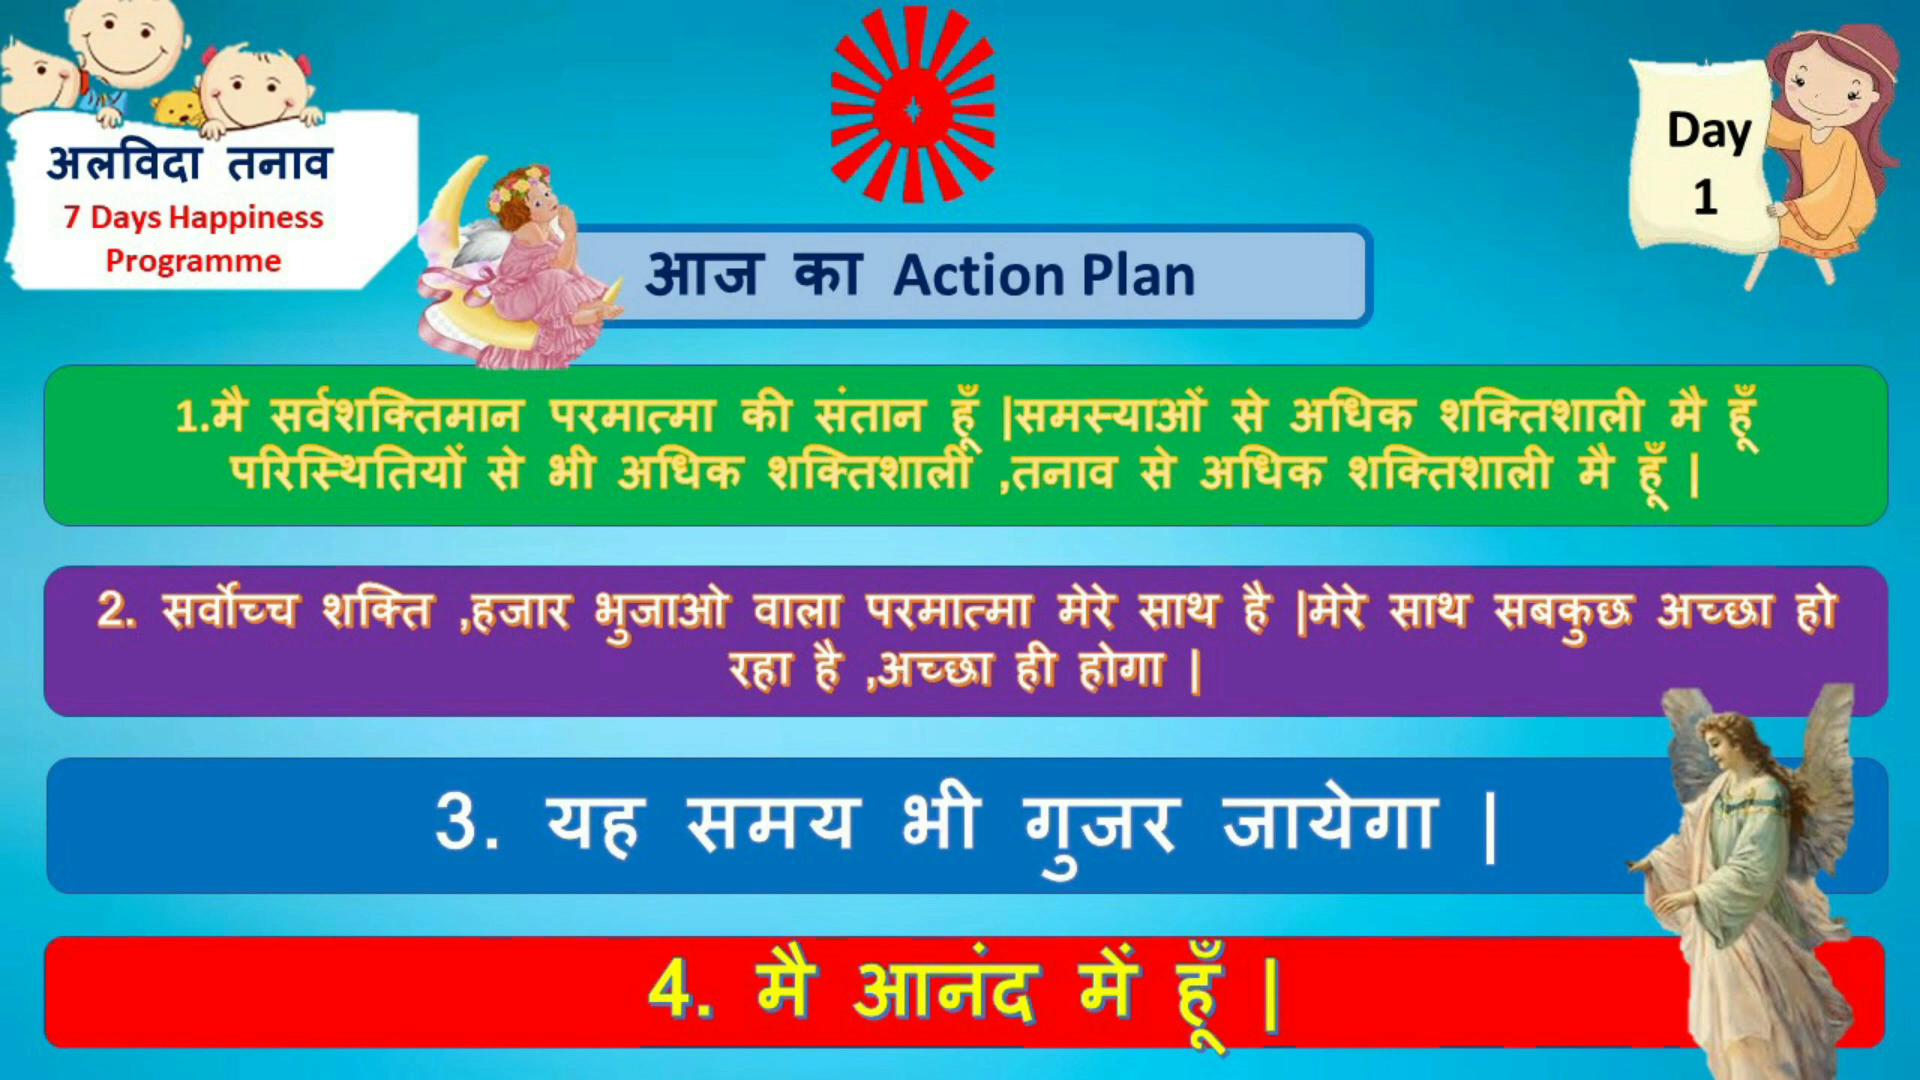 अलविदा तनाव
7 Days Happiness
Programme
Day
1
आज का Action Plan
1.मै सर्वशक्तिमान परमात्मा की संतान हूँ |समस्याओं से अधिक शक्तिशाली मै हूँ
परिस्थितियों से भी अधिक शक्तिशाली ,तनाव से अधिक शक्तिशाली मै हूँ |
2. सर्वोच्च शक्ति ,हजार भुजाओ वाला परमात्मा मेरे साथ है |मेरे साथ सबकुछ अच्छा हो
रहा है ,अच्छा ही होगा |
3. यह समय भी गुजर जायेगा |
4. मै आनंद में हूँ |